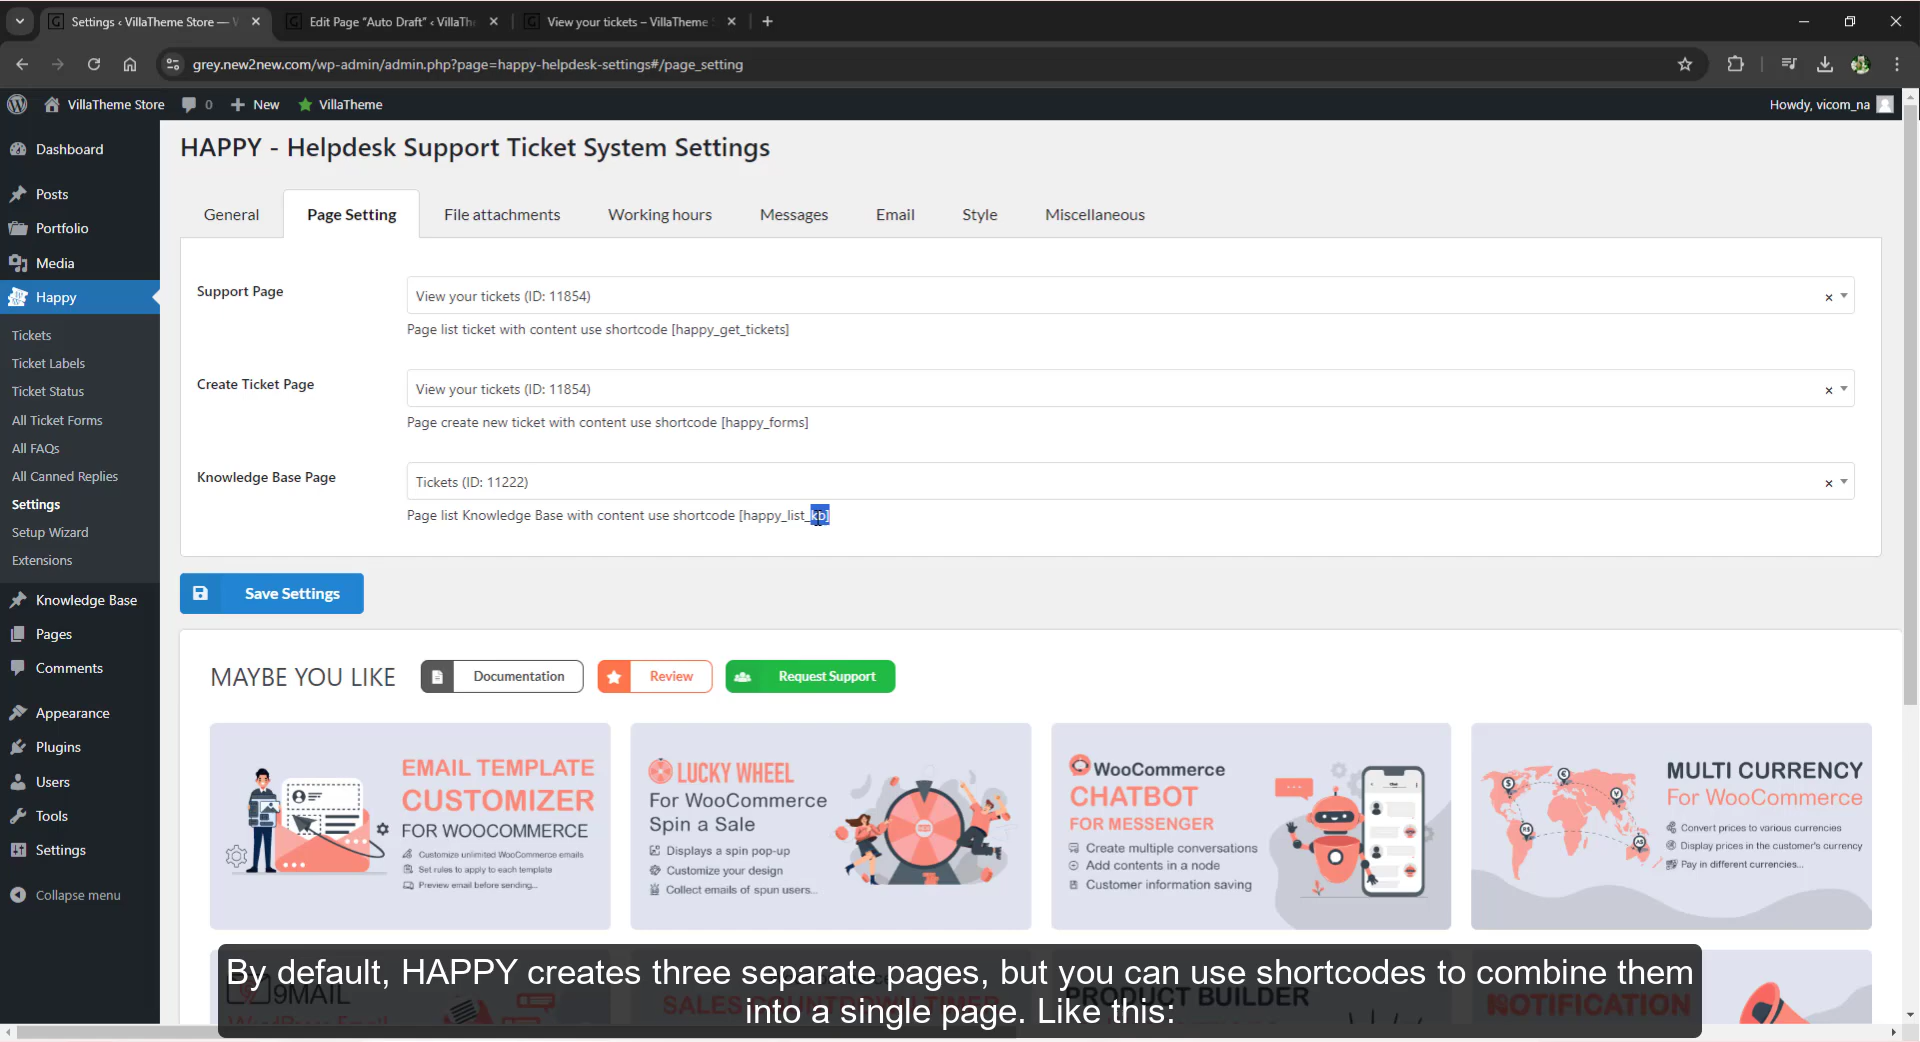 Settings ‹ VillaTheme Store —
Edit Page “Auto Draft” ‹ VillaTh
View your tickets – VillaTheme
grey.new2new.com/wp-admin/admin.php?page=happy-helpdesk-settings#/page_setting
VillaTheme Store
0
New
VillaTheme
Howdy, vicom_na
Dashboard
Posts
Portfolio
Media
Happy
Tickets
Ticket Labels
Ticket Status
All Ticket Forms
All FAQs
All Canned Replies
Settings
Setup Wizard
Extensions
Knowledge Base
Pages
Comments
Appearance
Plugins
Users
Tools
Settings
Collapse menu
HAPPY - Helpdesk Support Ticket System Settings
General
Page Setting
File attachments
Working hours
Messages
Email
Style
Miscellaneous
Support Page
View your tickets (ID: 11854)
Page list ticket with content use shortcode [happy_get_tickets]
Create Ticket Page
View your tickets (ID: 11854)
Page create new ticket with content use shortcode [happy_forms]
Knowledge Base Page
Tickets (ID: 11222)
Page list Knowledge Base with content use shortcode [happy_list_kb]
Save Settings
MAYBE YOU LIKE
Documentation
Review
Request Support
EMAIL TEMPLATE
CUSTOMIZER
FOR WOOCOMMERCE
Customize unlimited WooCommerce emails
Set rules to apply to each template
Preview email before sending...
LUCKY WHEEL
For WooCommerce
Spin a Sale
Displays a spin pop-up
Customize your design
Collect emails of spun users...
WooCommerce
CHATBOT
FOR MESSENGER
Create multiple conversations
Add contents in a node
Customer information saving
MULTI CURRENCY
For WooCommerce
Convert prices to various currencies
Display prices in the customer's currency
Pay in different currencies...
9MAIL
WordPress Email
SALES COUNTDOWN TIMER
PRODUCT BUILDER
NOTIFICATION
By default, HAPPY creates three separate pages, but you can use shortcodes to combine them
into a single page. Like this: